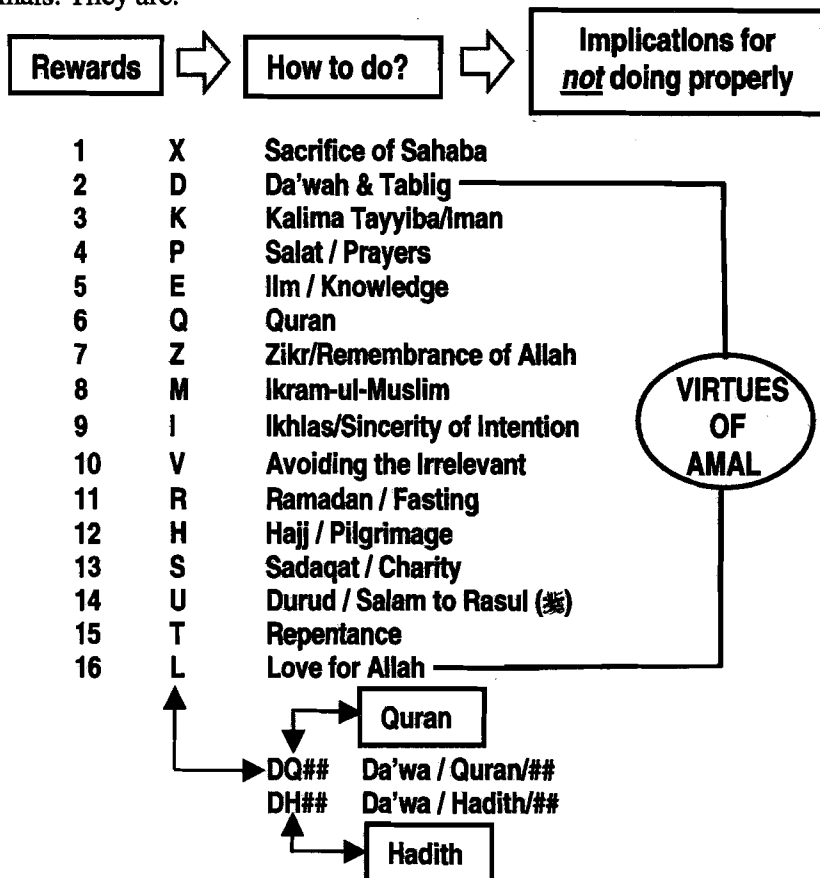 They are:
Rewards How to do? Implications for
not doing properly
1 X Sacrifice of Sahaba
2 D Da'wah & Tablig
3 K Kalima Tayyiba/Iman
4 P Salat / Prayers
5 E Ilm / Knowledge
6 Q Quran
7 Z Zikr/Remembrance of Allah
8 M Ikram-ul-Muslim
9 I Ikhlas/Sincerity of Intention
10 V Avoiding the Irrelevant
11 R Ramadan / Fasting
12 H Hajj / Pilgrimage
13 S Sadaqat / Charity
14 U Durud / Salam to Rasul (ﷺ)
15 T Repentance
16 L Love for Allah
VIRTUES
OF
AMAL
Quran
DQ## Da'wa / Quran/##
DH## Da'wa / Hadith/##
Hadith